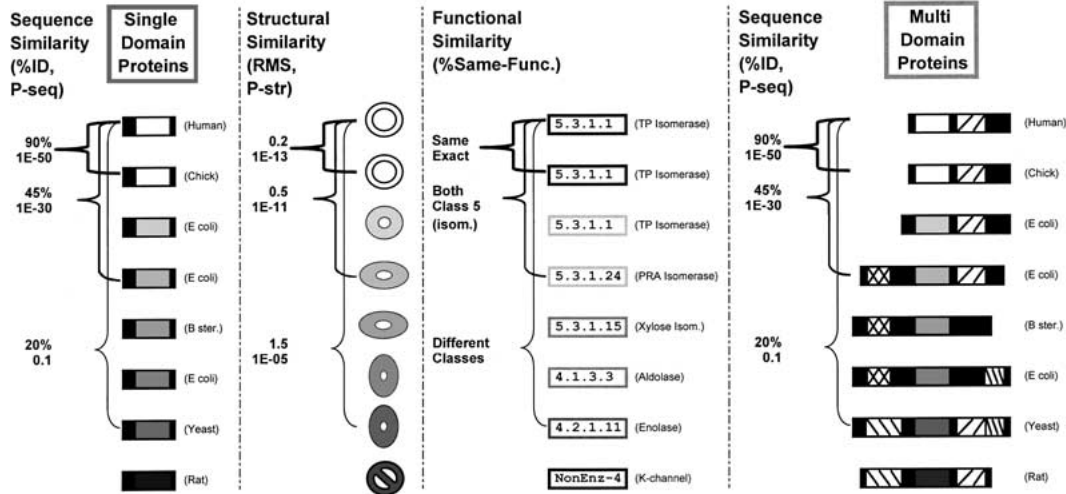 Sequence
Similarity
(%ID,
P-seq)
Single
Domain
Proteins
90%
1E-50
45%
1E-30
20%
0.1
(Human)
(Chick)
(E coli)
(E coli)
(B ster.)
(E coli)
(Yeast)
(Rat)
Structural
Similarity
(RMS,
P-str)
0.2
1E-13
0.5
1E-11
1.5
1E-05
Functional
Similarity
(%Same-Func.)
Same
Exact
Both
Class 5
(isom.)
Different
Classes
5.3.1.1 (TP Isomerase)
5.3.1.1 (TP Isomerase)
5.3.1.1 (TP Isomerase)
5.3.1.24 (PRA Isomerase)
5.3.1.15 (Xylose Isom.)
4.1.3.3 (Aldolase)
4.2.1.11 (Enolase)
NonEnz-4 (K-channel)
Sequence
Similarity
(%ID,
P-seq)
Multi
Domain
Proteins
90%
1E-50
45%
1E-30
20%
0.1
(Human)
(Chick)
(E coli)
(E coli)
(B ster.)
(E coli)
(Yeast)
(Rat)